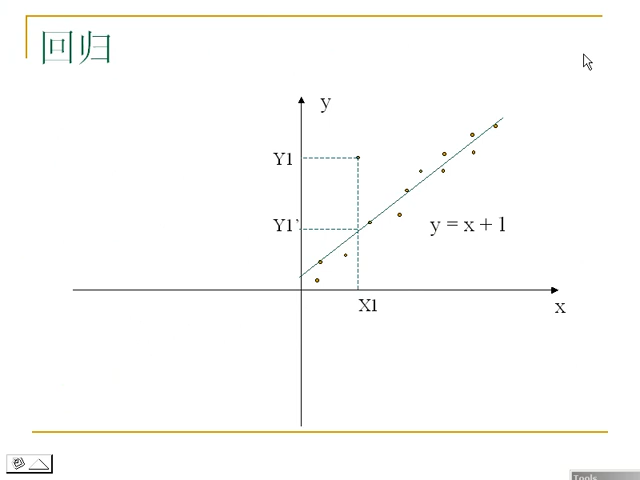 回归
y
Y1
Y1'
y = x + 1
X1
x
Tools